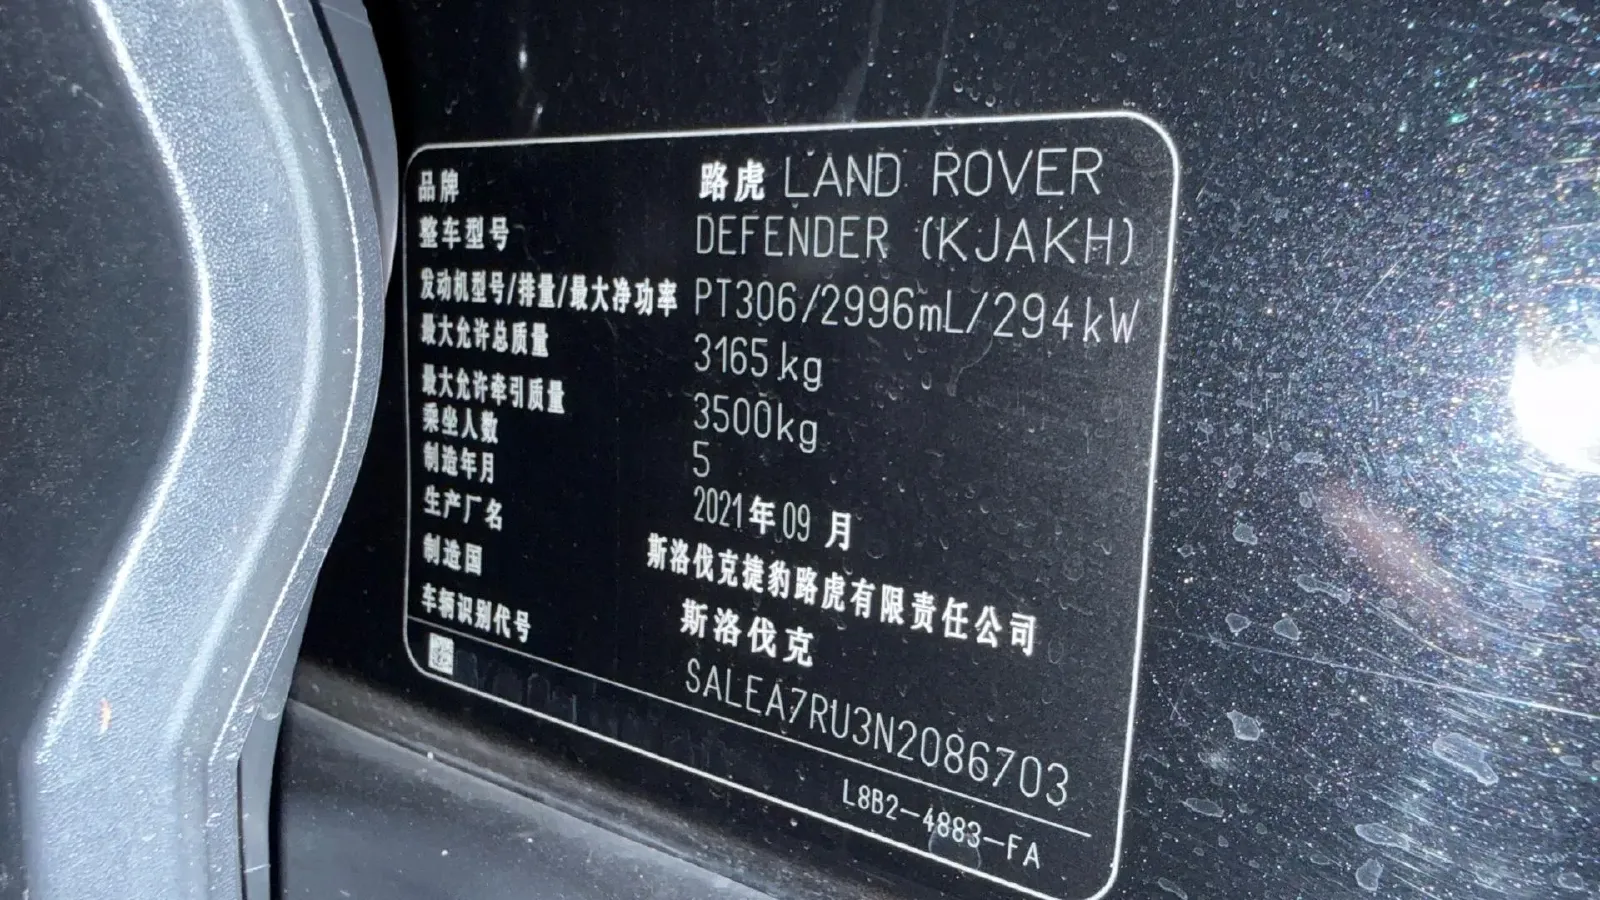 品牌 路虎 LAND ROVER
整车型号 DEFENDER (KJAKH)
发动机型号/排量/最大净功率 PT306/2996mL/294kW
最大允许总质量 3165kg
最大允许牵引质量 3500kg
乘坐人数 5
制造年月 2021年09月
生产厂名 斯洛伐克捷豹路虎有限责任公司
制造国 斯洛伐克
车辆识别代号 SALEA7RU3N2086703
L8B2-4883-FA